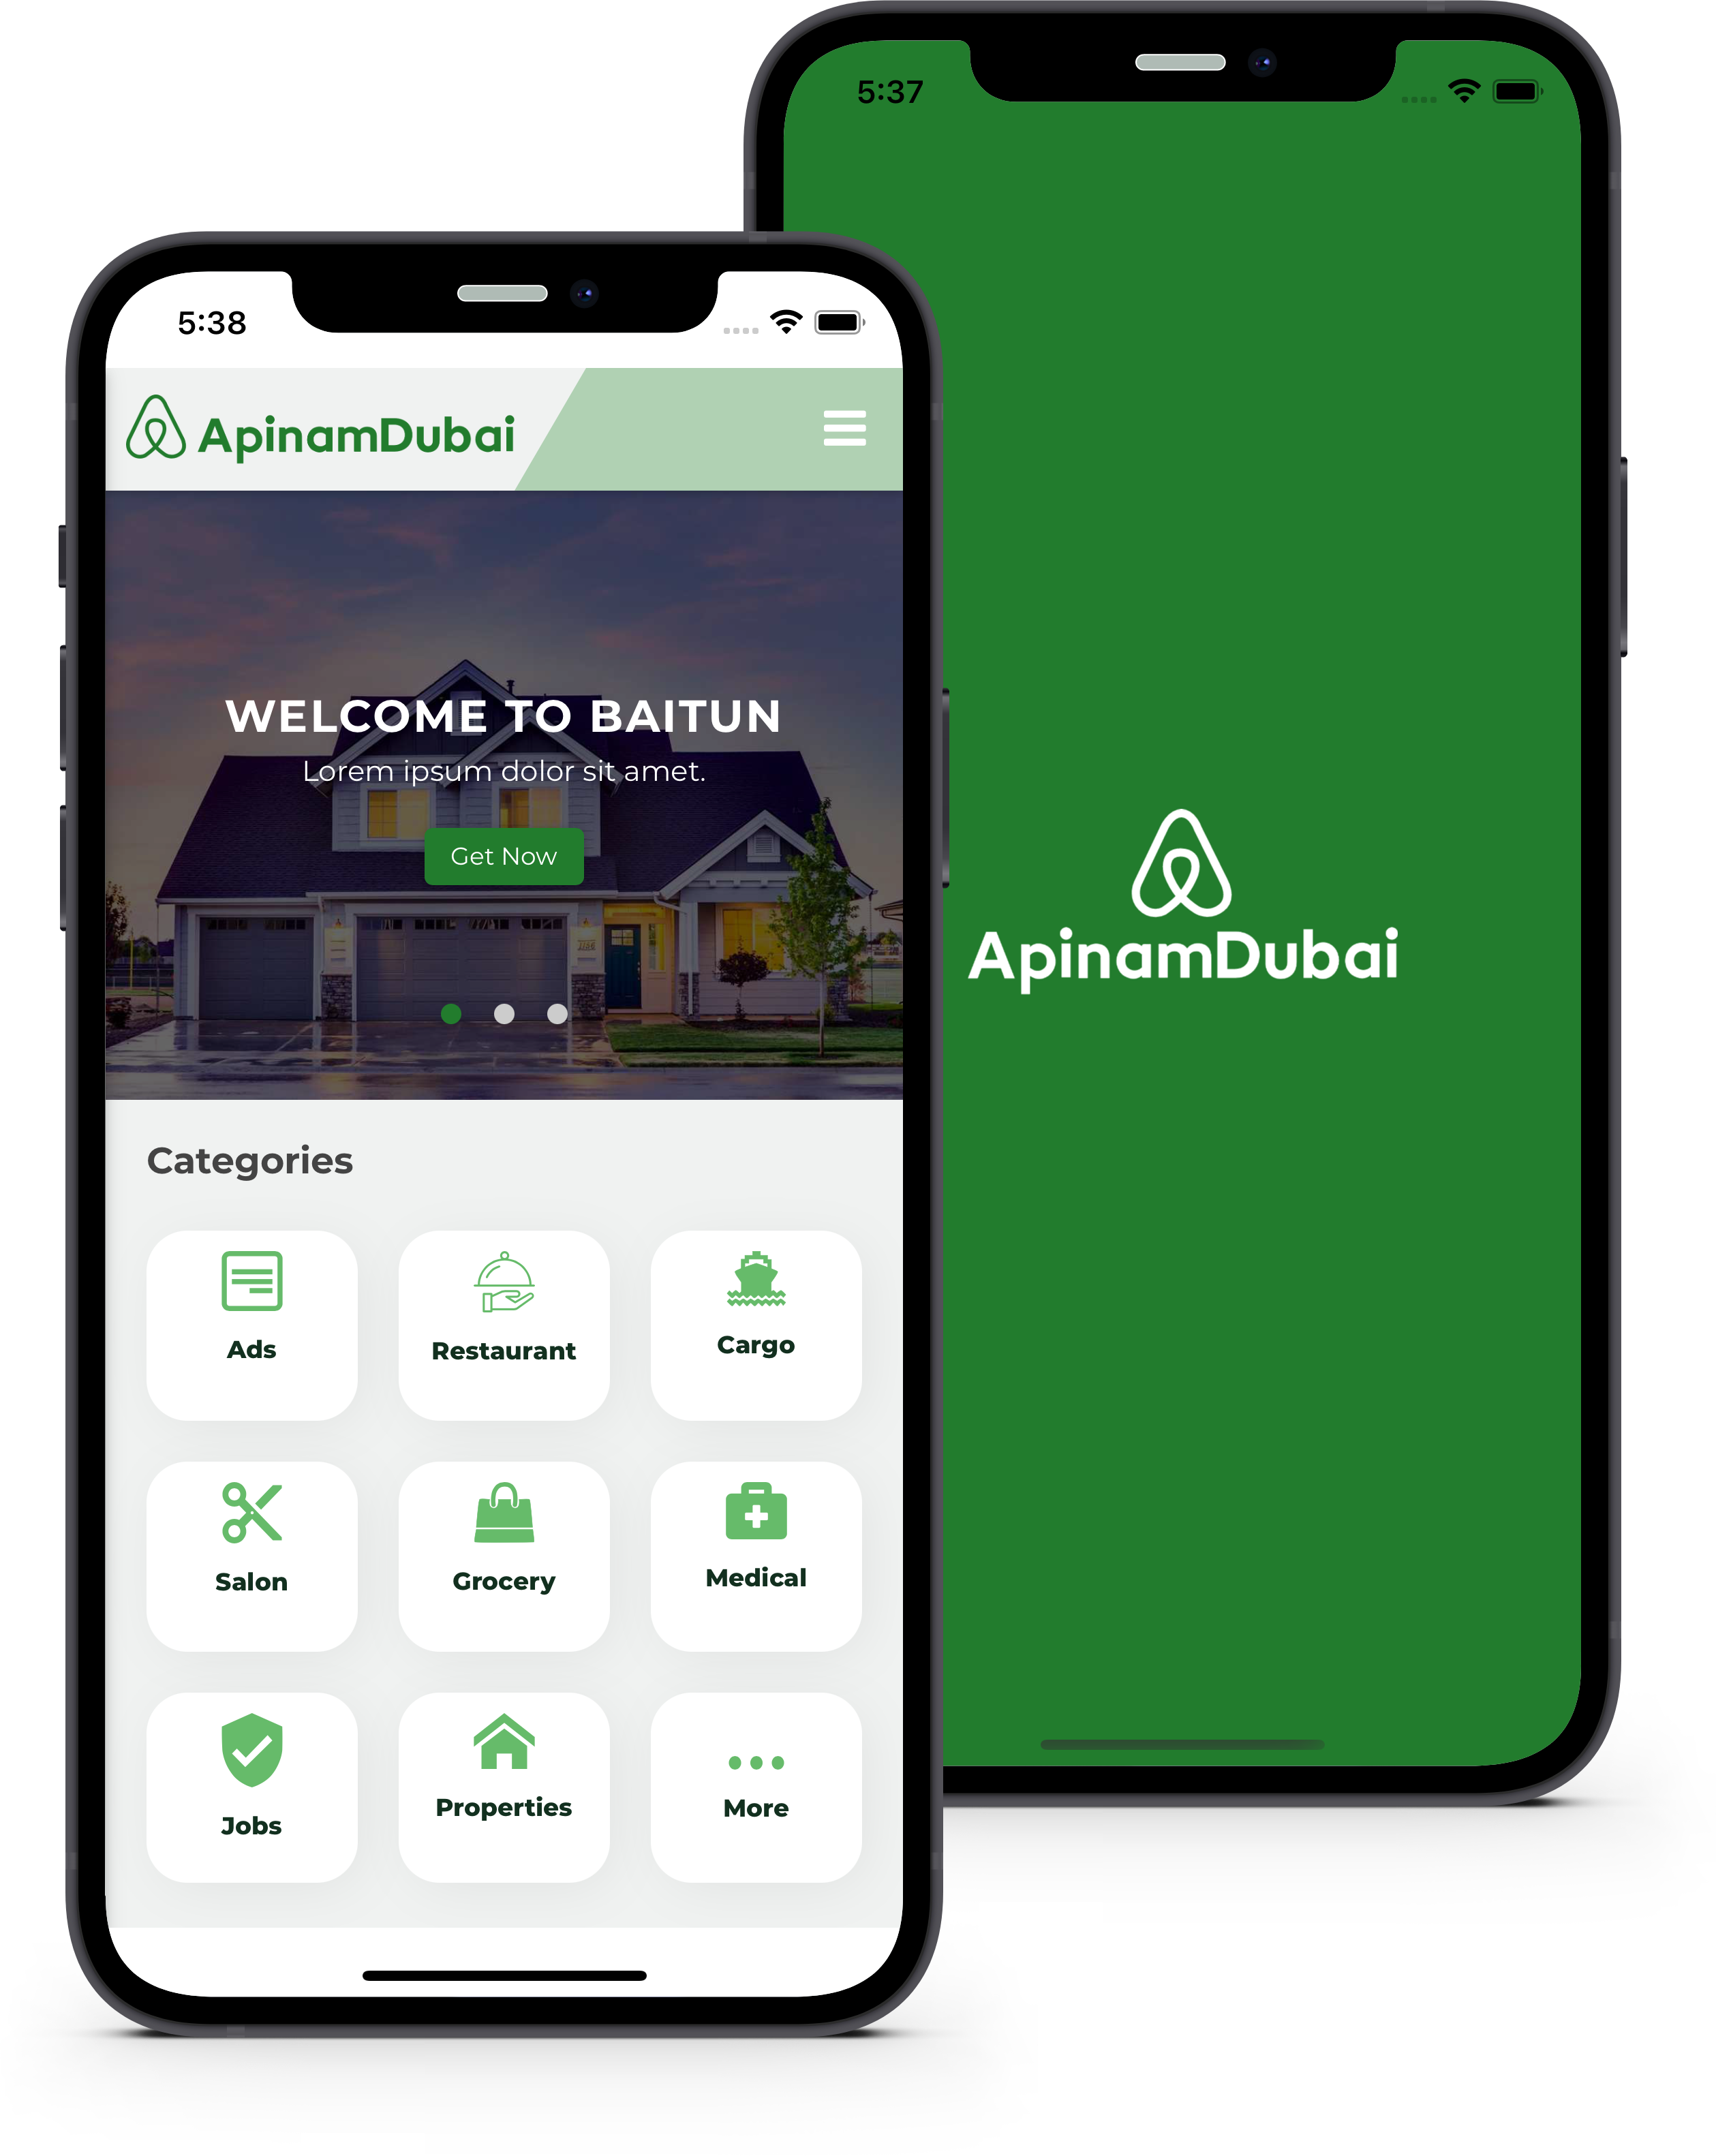 5:37
ApinamDubai
5:38
ApinamDubai
WELCOME TO BAITUN
Lorem ipsum dolor sit amet.
Get Now
Categories
Ads
Restaurant
Cargo
Salon
Grocery
Medical
Jobs
Properties
More